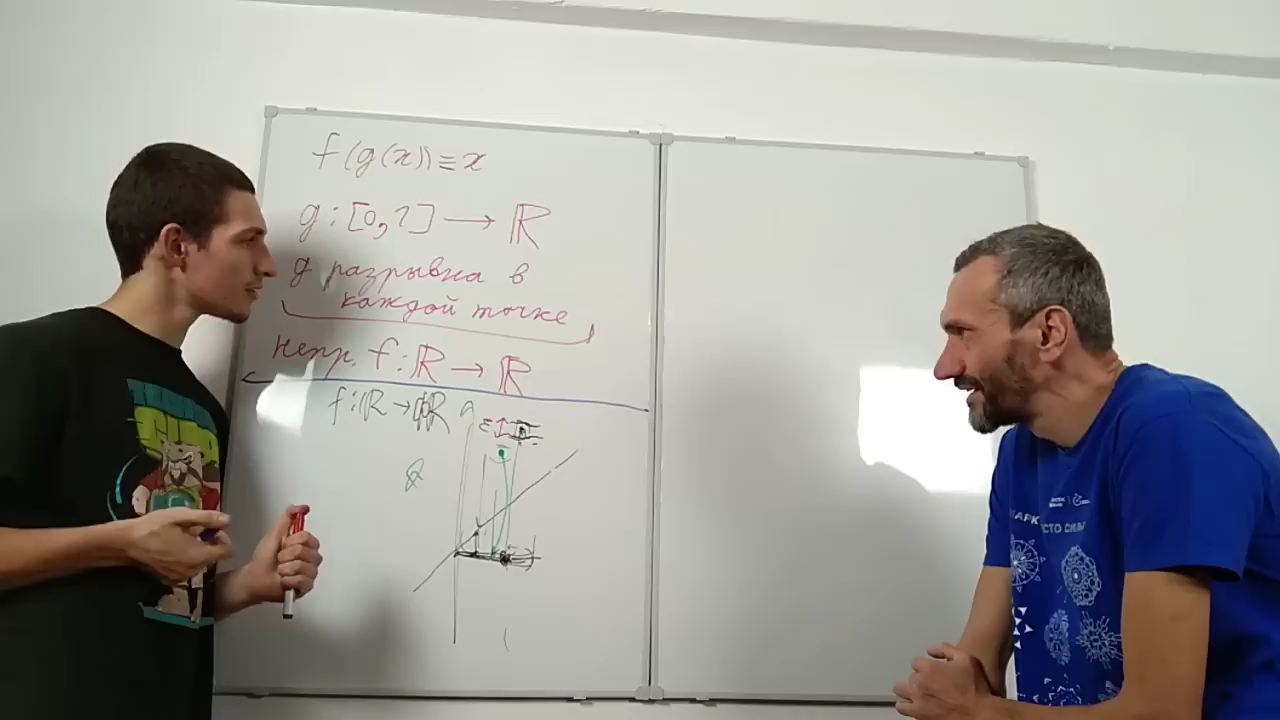 f(g(x)) ≡ x
g : [0,1] → ℝ
g разрывна в
каждой точке
непр. f : ℝ → ℝ
f : ℝ → ℝ
ε